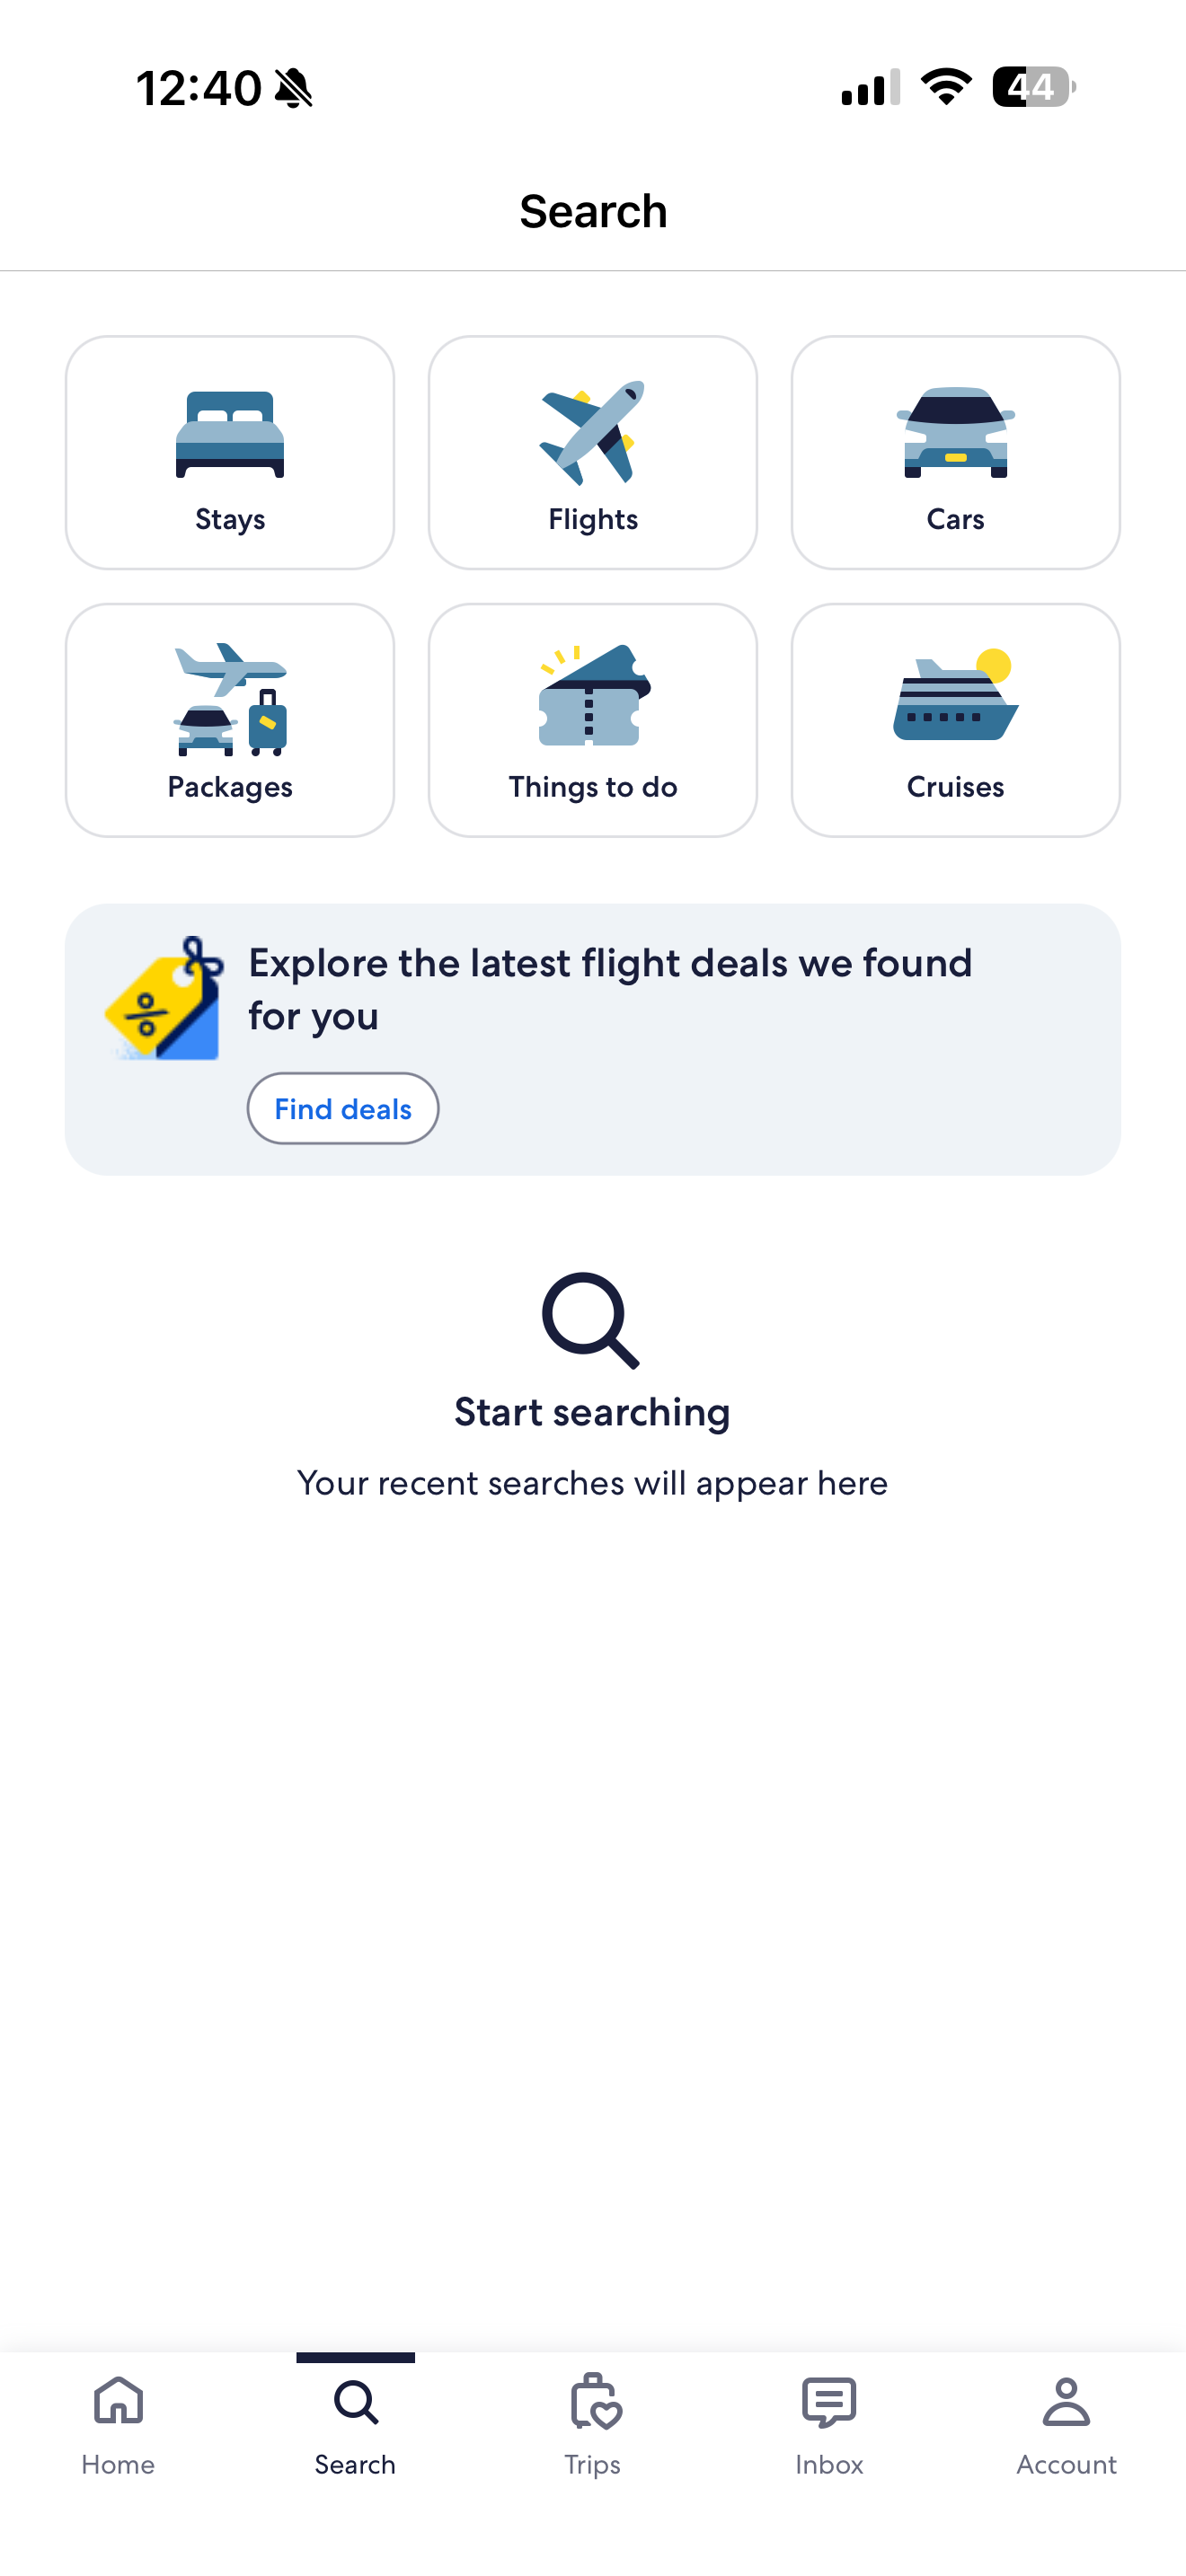 12:40
44
Search
Stays
Flights
Cars
Packages
Things to do
Cruises
%
Explore the latest flight deals we found
for you
Find deals
Start searching
Your recent searches will appear here
Home
Search
Trips
Inbox
Account